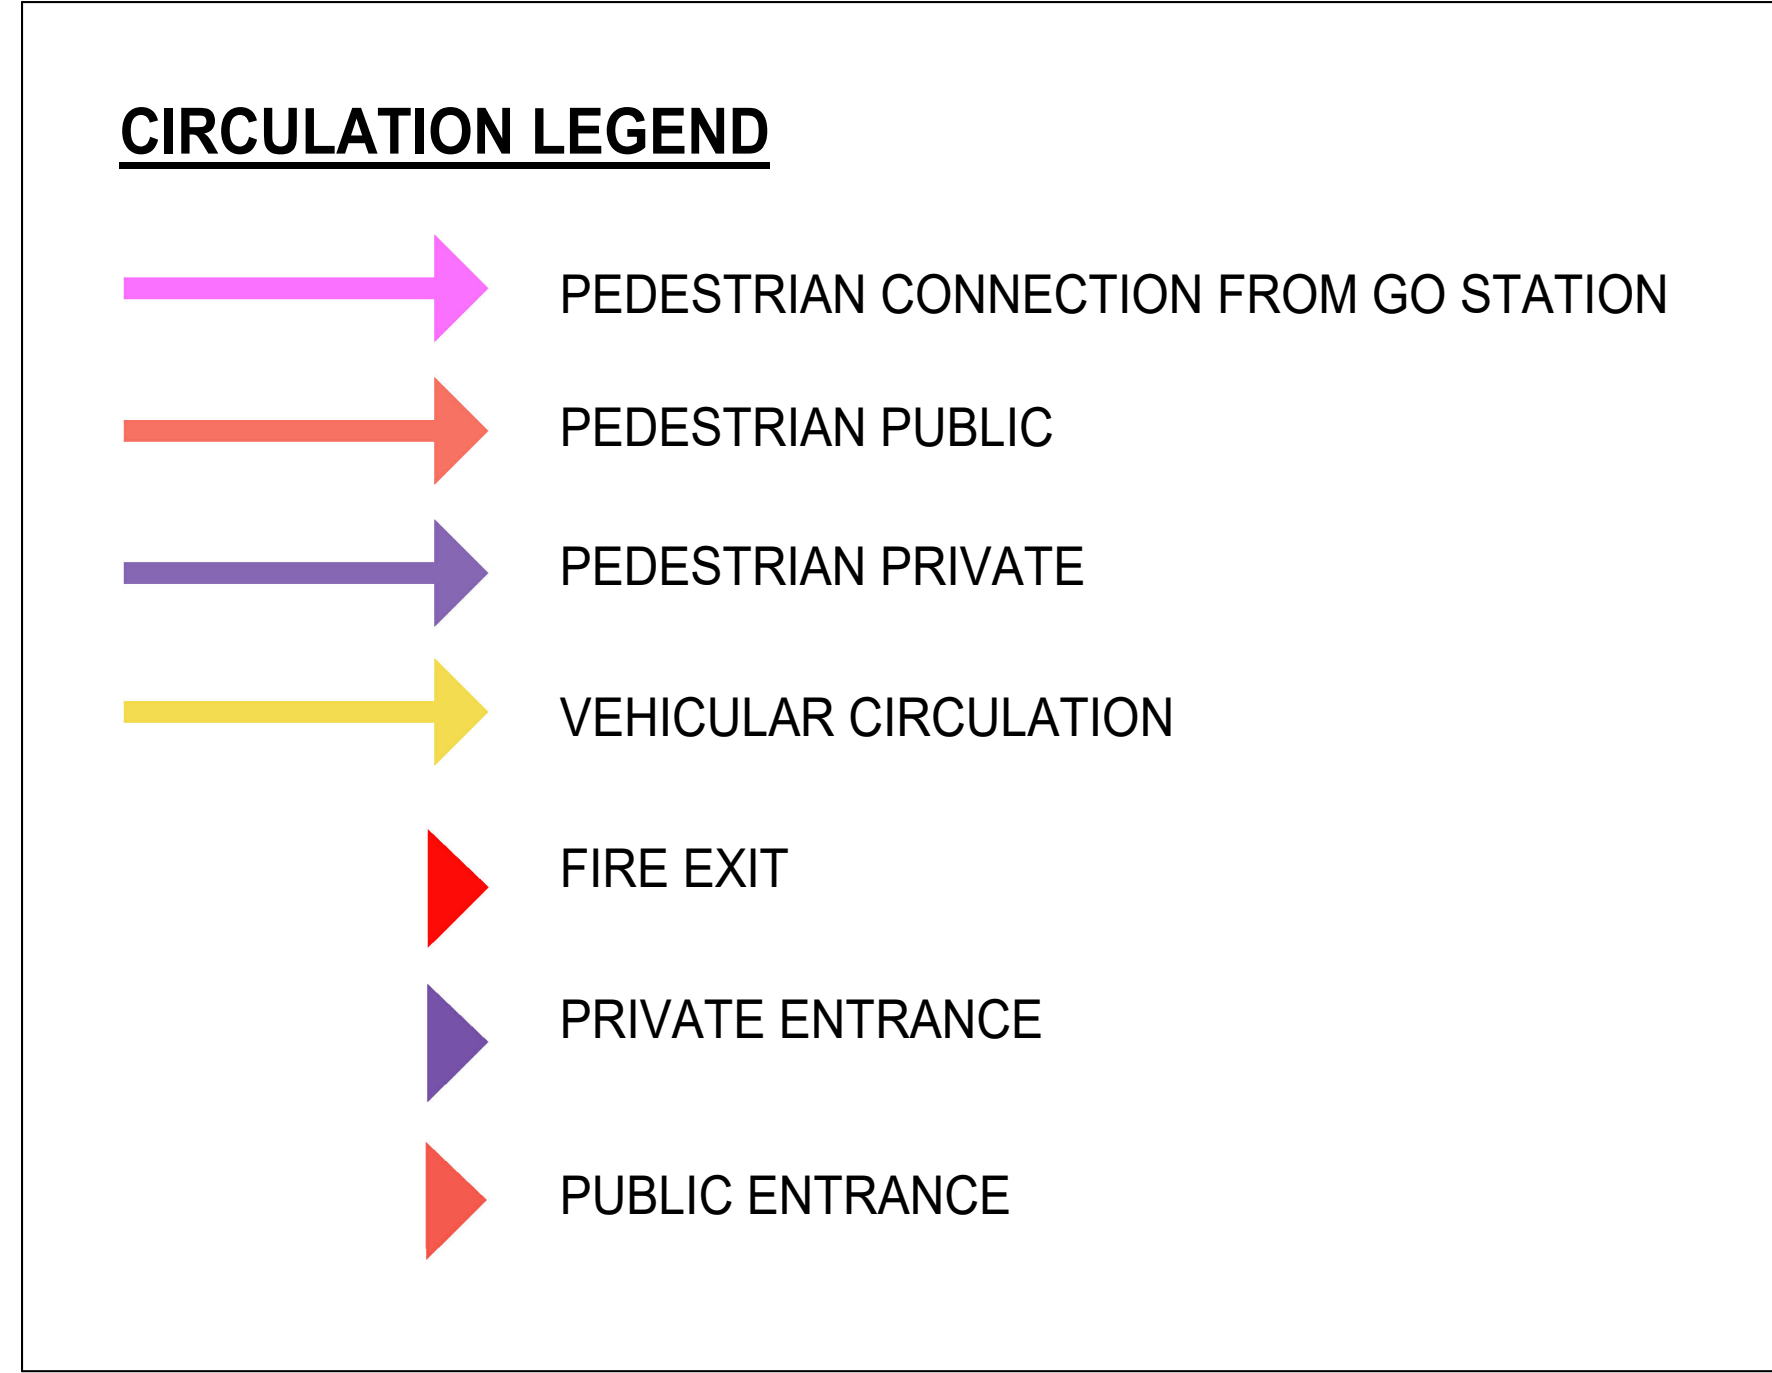 CIRCULATION LEGEND
PEDESTRIAN CONNECTION FROM GO STATION
PEDESTRIAN PUBLIC
PEDESTRIAN PRIVATE
VEHICULAR CIRCULATION
FIRE EXIT
PRIVATE ENTRANCE
PUBLIC ENTRANCE